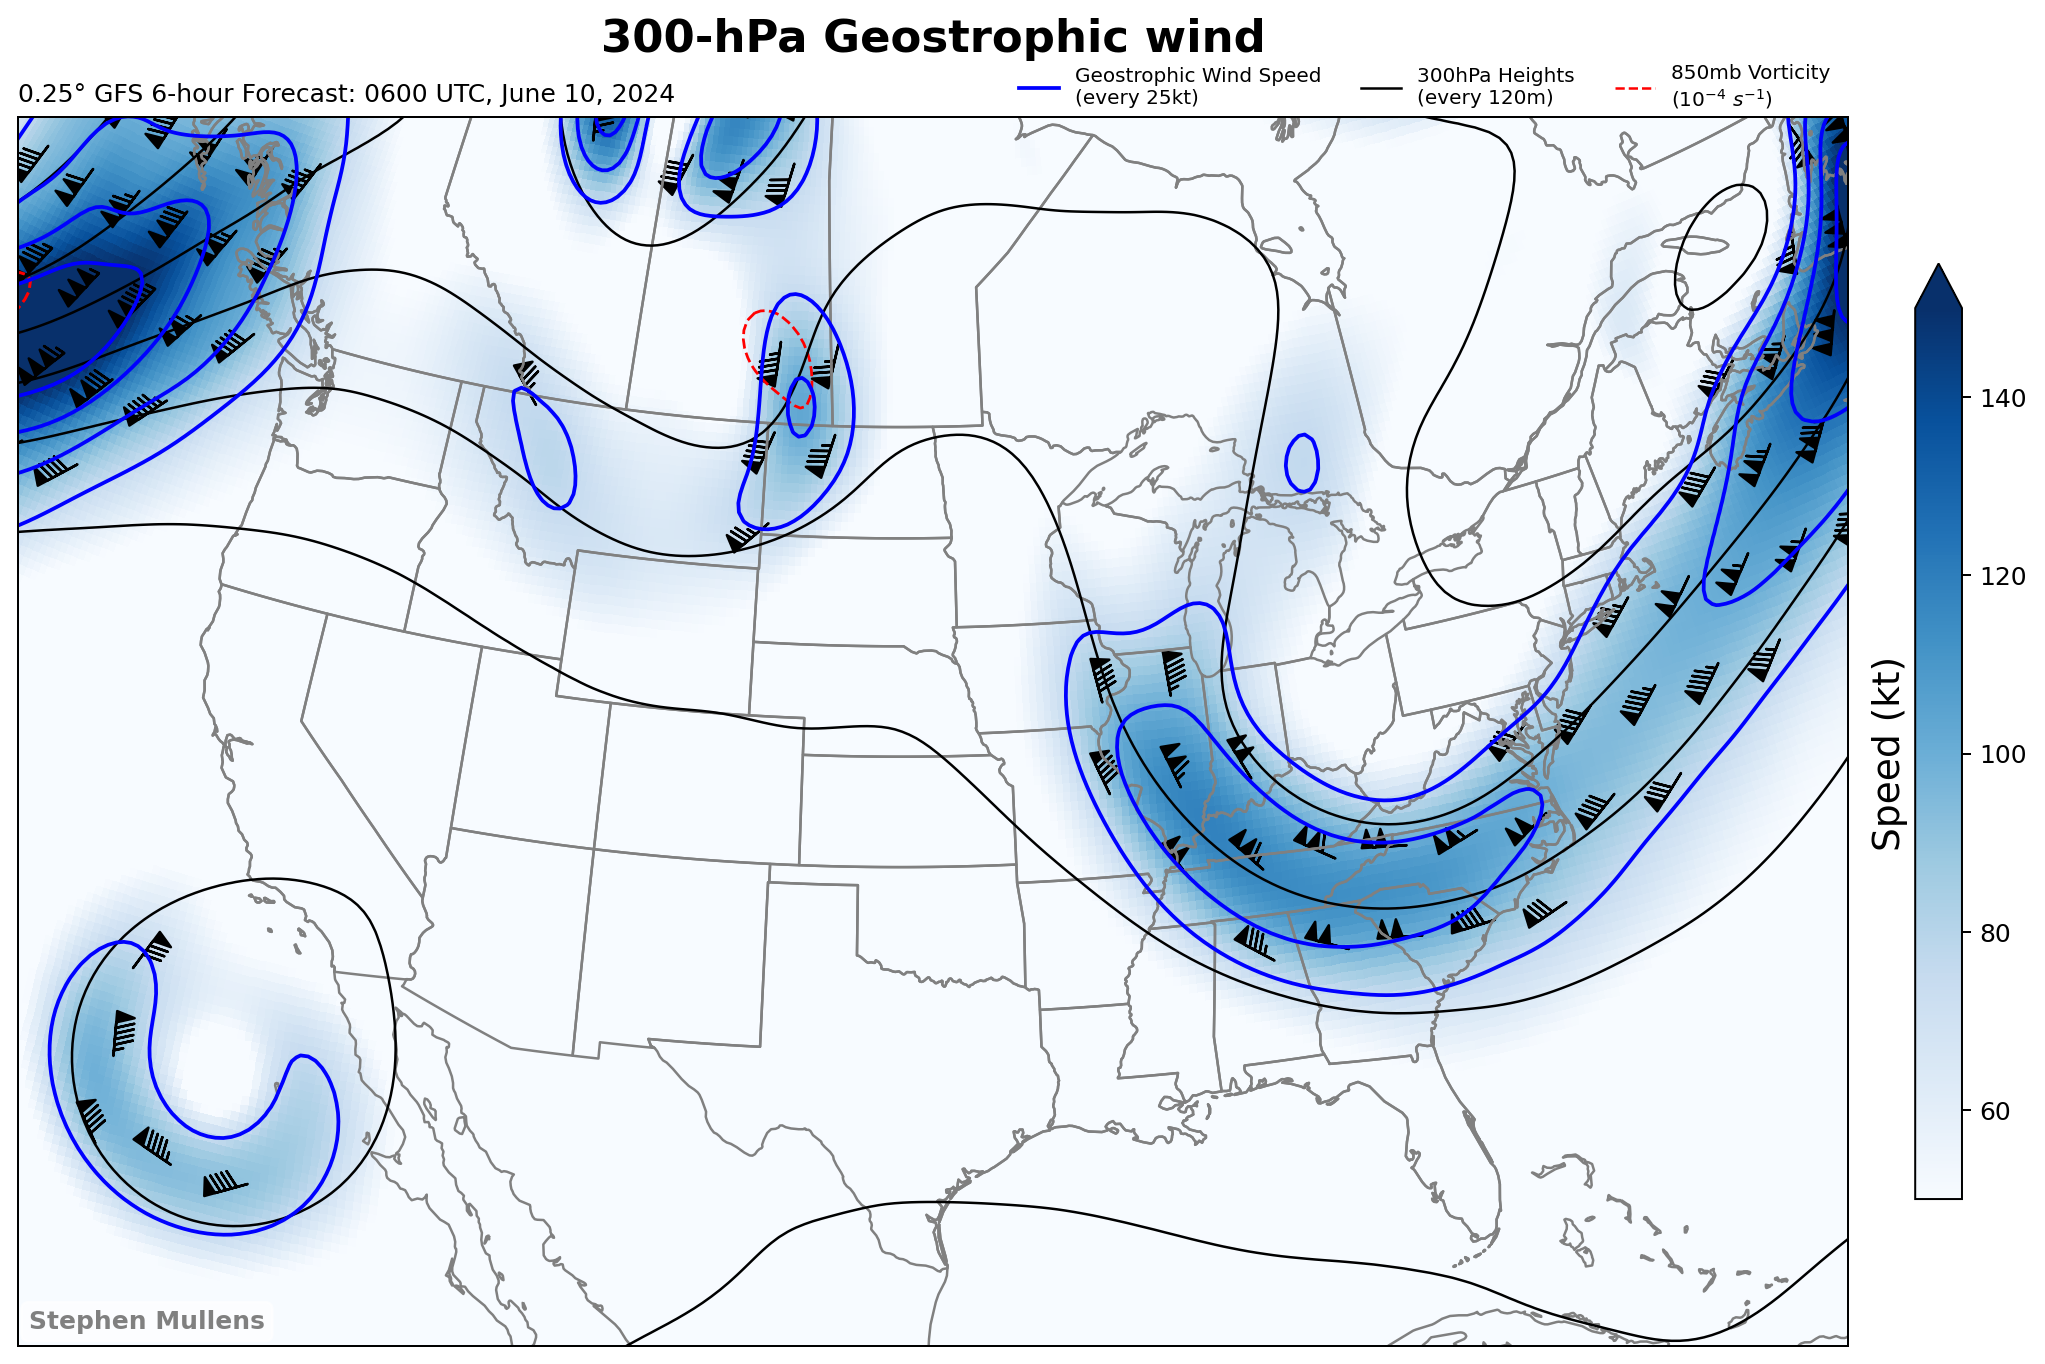 300-hPa Geostrophic wind
0.25° GFS 6-hour Forecast: 0600 UTC, June 10, 2024
Geostrophic Wind Speed
(every 25kt)
300hPa Heights
(every 120m)
850mb Vorticity
(10⁻⁴ s⁻¹)
140
120
100
80
60
Speed (kt)
Stephen Mullens